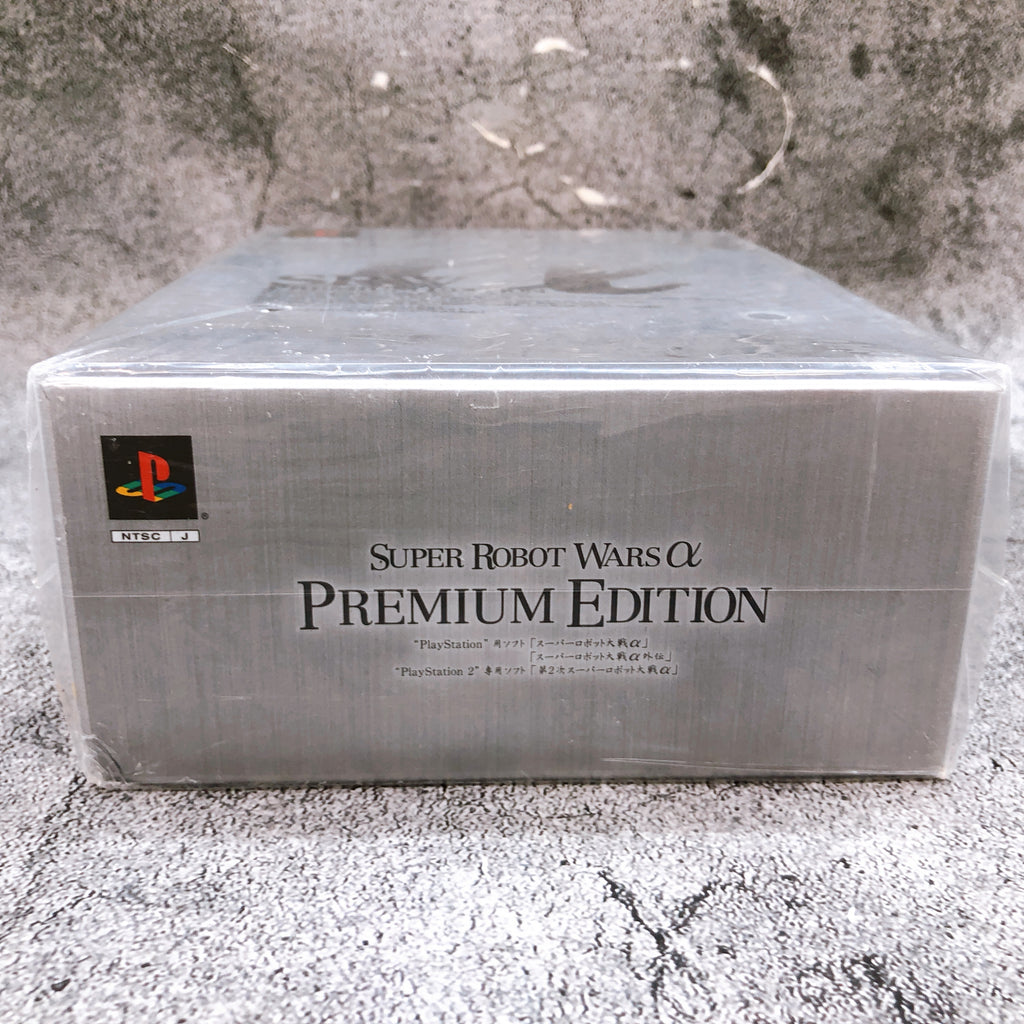 ®
NTSC J
SUPER ROBOT WARS α
PREMIUM EDITION
"PlayStation" 用ソフト「スーパーロボット大戦α」
「スーパーロボット大戦α外伝」
"PlayStation 2" 専用ソフト「第2次スーパーロボット大戦α」